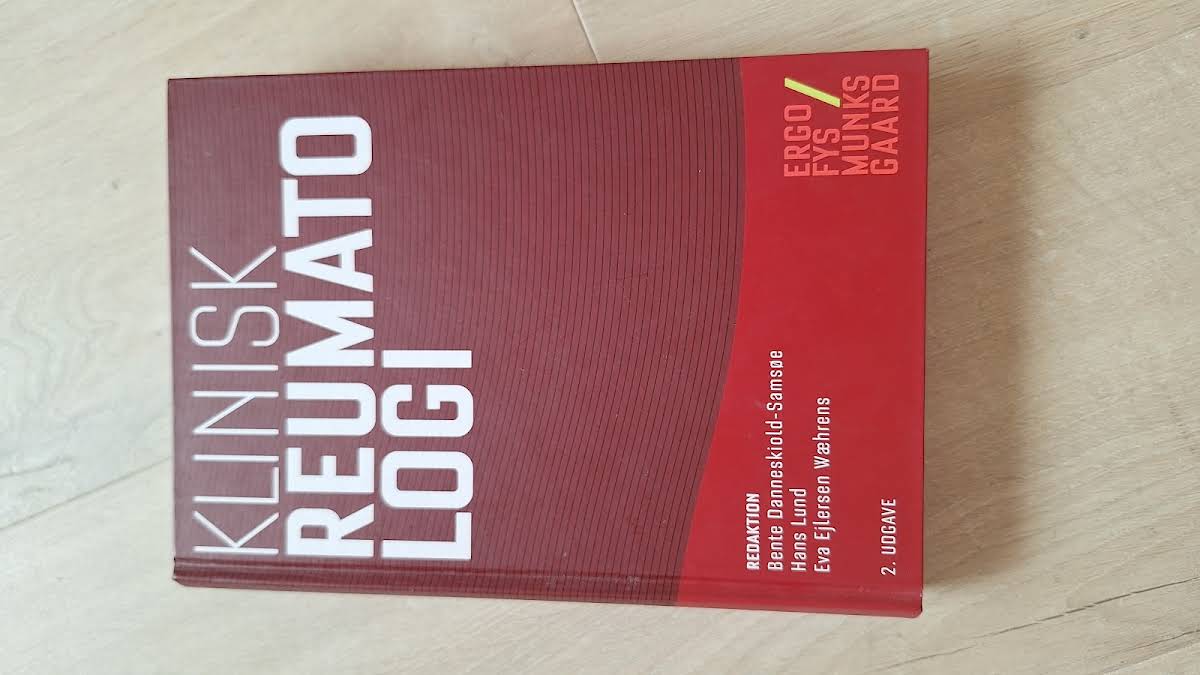 KLINISK
REUMATO
LOGI
REDAKTION
Bente Danneskiold-Samsøe
Hans Lund
Eva Ejlersen Wæhrens
2. UDGAVE
ERGO
FYS
MUNKS
GAARD